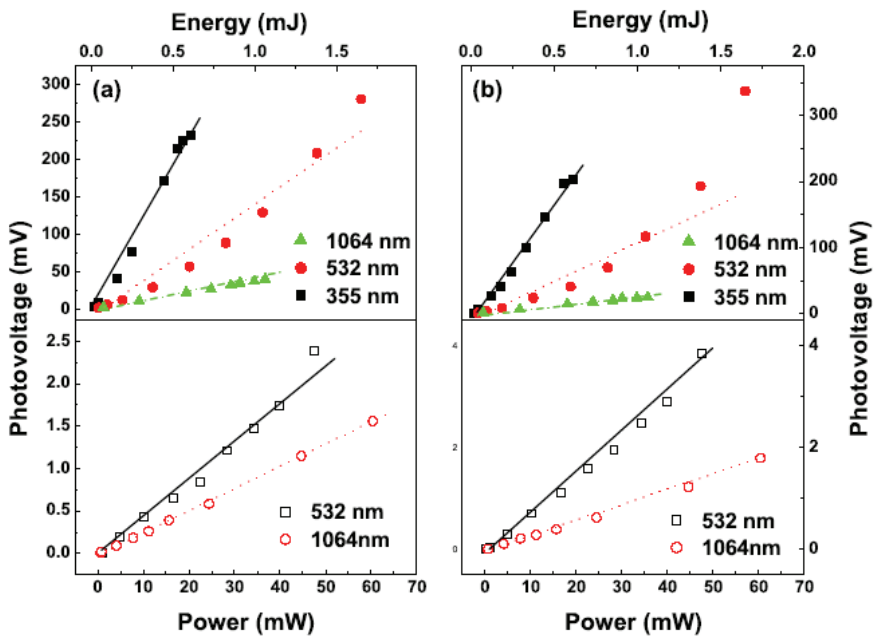 Energy (mJ)
0.0 0.5 1.0 1.5
(a)
300
250
200
150
100
50
0
1064 nm
532 nm
355 nm
2.5
2.0
1.5
1.0
0.5
0.0
532 nm
1064nm
0 10 20 30 40 50 60 70
Power (mW)
Photovoltage (mV)
Energy (mJ)
0.0 0.5 1.0 1.5 2.0
(b)
300
200
100
0
1064 nm
532 nm
355 nm
4
2
0
4
2
0
532 nm
1064nm
0 10 20 30 40 50 60 70
Power (mW)
Photovoltage (mV)